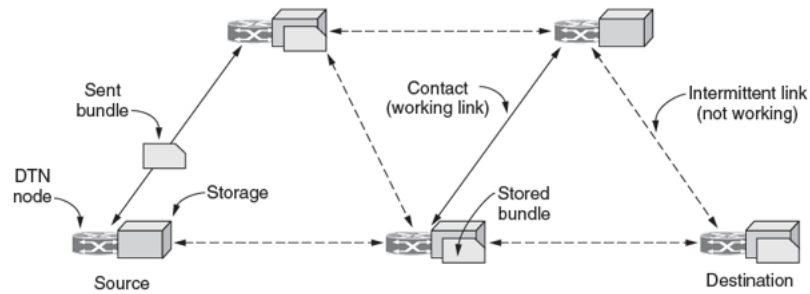 Sent
bundle
Contact
(working link)
Intermittent link
(not working)
DTN
node
Storage
Stored
bundle
Source
Destination